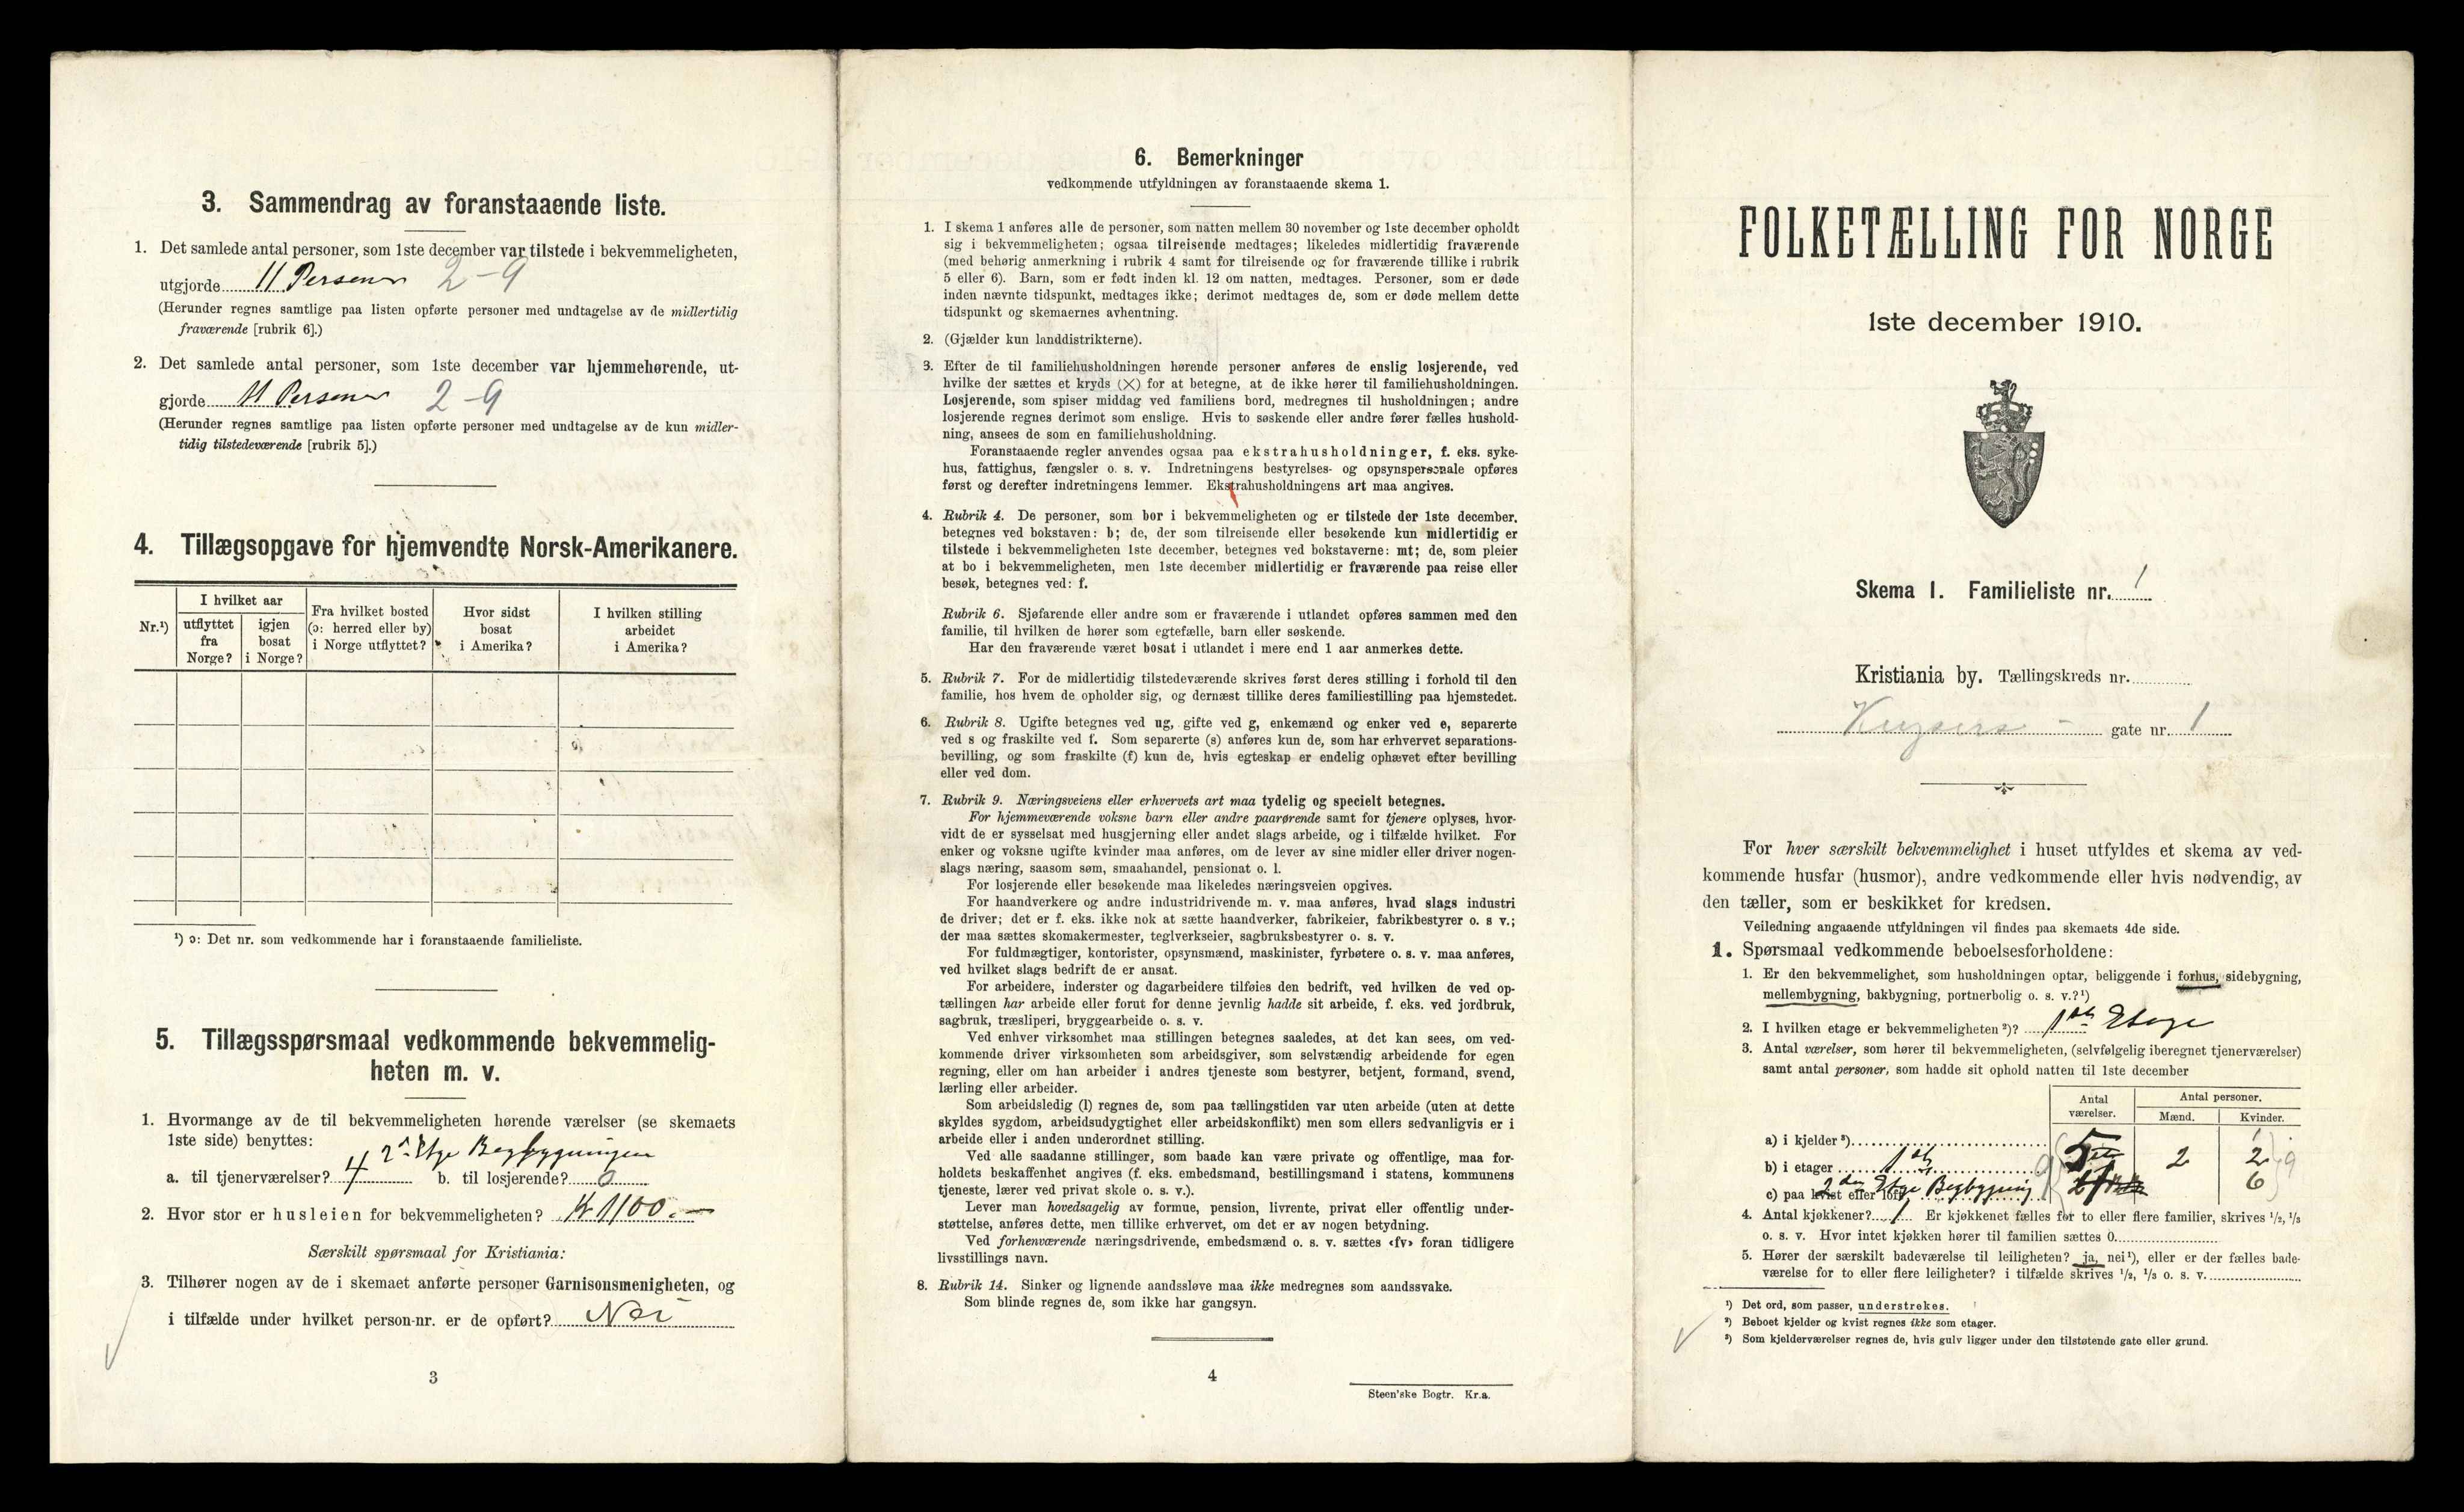 3. Sammendrag av foranstaaende liste.
1. Det samlede antal personer, som 1ste december var tilstede i bekvemmeligheten,
utgjorde 11 Personer 2-9
(Herunder regnes samtlige paa listen opførte personer med undtagelse av de midlertidig
fraværende [rubrik 6].)
2. Det samlede antal personer, som 1ste december var hjemmehørende, ut-
gjorde 11 Personer 2-9
(Herunder regnes samtlige paa listen opførte personer med undtagelse av de kun midler-
tidig tilstedeværende [rubrik 5].)
4. Tillægsopgave for hjemvendte Norsk-Amerikanere.
Nr.¹)
I hvilket aar
utflyttet fra Norge?
igjen bosat i Norge?
Fra hvilket bosted (ɔ: herred eller by) i Norge utflyttet?
Hvor sidst bosat i Amerika?
I hvilken stilling arbeidet i Amerika?
¹) ɔ: Det nr. som vedkommende har i foranstaaende familieliste.
5. Tillægsspørsmaal vedkommende bekvemmelig-
heten m. v.
1. Hvormange av de til bekvemmeligheten hørende værelser (se skemaets
1ste side) benyttes:
2n Etge Bagbygningen
a. til tjenerværelser? 4 b. til losjerende? 0
2. Hvor stor er husleien for bekvemmeligheten? Kr 1100.-
Særskilt spørsmaal for Kristiania:
3. Tilhører nogen av de i skemaet anførte personer Garnisonsmenigheten, og
i tilfælde under hvilket person-nr. er de opført? Nei
3
6. Bemerkninger
vedkommende utfyldningen av foranstaaende skema 1.
1. I skema 1 anføres alle de personer, som natten mellem 30 november og 1ste december opholdt
sig i bekvemmeligheten; ogsaa tilreisende medtages; likeledes midlertidig fraværende
(med behørig anmerkning i rubrik 4 samt for tilreisende og for fraværende tillike i rubrik
5 eller 6). Barn, som er født inden kl. 12 om natten, medtages. Personer, som er døde
inden nævnte tidspunkt, medtages ikke; derimot medtages de, som er døde mellem dette
tidspunkt og skemaernes avhentning.
2. (Gjælder kun landdistrikterne).
3. Efter de til familiehusholdningen hørende personer anføres de enslig losjerende, ved
hvilke der sættes et kryds (×) for at betegne, at de ikke hører til familiehusholdningen.
Losjerende, som spiser middag ved familiens bord, medregnes til husholdningen; andre
losjerende regnes derimot som enslige. Hvis to søskende eller andre fører fælles hushold-
ning, ansees de som en familiehusholdning.
Foranstaaende regler anvendes ogsaa paa ekstrahusholdninger, f. eks. syke-
hus, fattighus, fængsler o. s. v. Indretningens bestyrelses- og opsynspersonale opføres
først og derefter indretningens lemmer. Ekstrahusholdningens art maa angives.
4. Rubrik 4. De personer, som bor i bekvemmeligheten og er tilstede der 1ste december,
betegnes ved bokstaven: b; de, der som tilreisende eller besøkende kun midlertidig er
tilstede i bekvemmeligheten 1ste december, betegnes ved bokstaverne: mt; de, som pleier
at bo i bekvemmeligheten, men 1ste december midlertidig er fraværende paa reise eller
besøk, betegnes ved: f.
Rubrik 6. Sjøfarende eller andre som er fraværende i utlandet opføres sammen med den
familie, til hvilken de hører som egtefælle, barn eller søskende.
Har den fraværende været bosat i utlandet i mere end 1 aar anmerkes dette.
5. Rubrik 7. For de midlertidig tilstedeværende skrives først deres stilling i forhold til den
familie, hos hvem de opholder sig, og dernæst tillike deres familiestilling paa hjemstedet.
6. Rubrik 8. Ugifte betegnes ved ug, gifte ved g, enkemænd og enker ved e, separerte
ved s og fraskilte ved f. Som separerte (s) anføres kun de, som har erhvervet separations-
bevilling, og som fraskilte (f) kun de, hvis egteskap er endelig ophævet efter bevilling
eller ved dom.
7. Rubrik 9. Næringsveiens eller erhvervets art maa tydelig og specielt betegnes.
For hjemmeværende voksne barn eller andre paarørende samt for tjenere oplyses, hvor-
vidt de er sysselsat med husgjerning eller andet slags arbeide, og i tilfælde hvilket. For
enker og voksne ugifte kvinder maa anføres, om de lever av sine midler eller driver nogen-
slags næring, saasom søm, smaahandel, pensionat o. l.
For losjerende eller besøkende maa likeledes næringsveien opgives.
For haandverkere og andre industridrivende m. v. maa anføres, hvad slags industri
de driver; det er f. eks. ikke nok at sætte haandverker, fabrikeier, fabrikbestyrer o. s v.;
der maa sættes skomakermester, teglverkseier, sagbruksbestyrer o. s. v.
For fuldmægtiger, kontorister, opsynsmænd, maskinister, fyrbøtere o. s. v. maa anføres,
ved hvilket slags bedrift de er ansat.
For arbeidere, inderster og dagarbeidere tilføies den bedrift, ved hvilken de ved op-
tællingen har arbeide eller forut for denne jevnlig hadde sit arbeide, f. eks. ved jordbruk,
sagbruk, træsliperi, bryggearbeide o. s. v.
Ved enhver virksomhet maa stillingen betegnes saaledes, at det kan sees, om ved-
kommende driver virksomheten som arbeidsgiver, som selvstændig arbeidende for egen
regning, eller om han arbeider i andres tjeneste som bestyrer, betjent, formand, svend,
lærling eller arbeider.
Som arbeidsledig (l) regnes de, som paa tællingstiden var uten arbeide (uten at dette
skyldes sygdom, arbeidsudygtighet eller arbeidskonflikt) men som ellers sedvanligvis er i
arbeide eller i anden underordnet stilling.
Ved alle saadanne stillinger, som baade kan være private og offentlige, maa for-
holdets beskaffenhet angives (f. eks. embedsmand, bestillingsmand i statens, kommunens
tjeneste, lærer ved privat skole o. s. v.).
Lever man hovedsagelig av formue, pension, livrente, privat eller offentlig under-
støttelse, anføres dette, men tillike erhvervet, om det er av nogen betydning.
Ved forhenværende næringsdrivende, embedsmænd o. s. v. sættes «fv» foran tidligere
livsstillings navn.
8. Rubrik 14. Sinker og lignende aandssløve maa ikke medregnes som aandssvake.
Som blinde regnes de, som ikke har gangsyn.
4
Steen'ske Bogtr. Kr.a.
FOLKETÆLLING FOR NORGE
1ste december 1910.
Skema I. Familieliste nr. 1
Kristiania by. Tællingskreds nr.
Keysers - gate nr. 1
For hver særskilt bekvemmelighet i huset utfyldes et skema av ved-
kommende husfar (husmor), andre vedkommende eller hvis nødvendig, av
den tæller, som er beskikket for kredsen.
Veiledning angaaende utfyldningen vil findes paa skemaets 4de side.
1. Spørsmaal vedkommende beboelsesforholdene:
1. Er den bekvemmelighet, som husholdningen optar, beliggende i forhus, sidebygning,
mellembygning, bakbygning, portnerbolig o. s. v.?¹)
2. I hvilken etage er bekvemmeligheten²)? 1ste Etage
3. Antal værelser, som hører til bekvemmeligheten, (selvfølgelig iberegnet tjenerværelser)
samt antal personer, som hadde sit ophold natten til 1ste december
Antal værelser.
Antal personer.
Mænd. Kvinder.
a) i kjelder³)
b) i etager 1ste 9 5 2 2 9
c) paa kvist eller loft 2den Etge Bagbygning 6
4. Antal kjøkkener? 1 Er kjøkkenet fælles for to eller flere familier, skrives 1/2, 1/3
o. s. v. Hvor intet kjøkken hører til familien sættes 0.
5. Hører der særskilt badeværelse til leiligheten? ja, nei¹), eller er der fælles bade-
værelse for to eller flere leiligheter? i tilfælde skrives 1/2, 1/3 o. s. v.
¹) Det ord, som passer, understrekes.
²) Beboet kjelder og kvist regnes ikke som etager.
³) Som kjelderværelser regnes de, hvis gulv ligger under den tilstøtende gate eller grund.